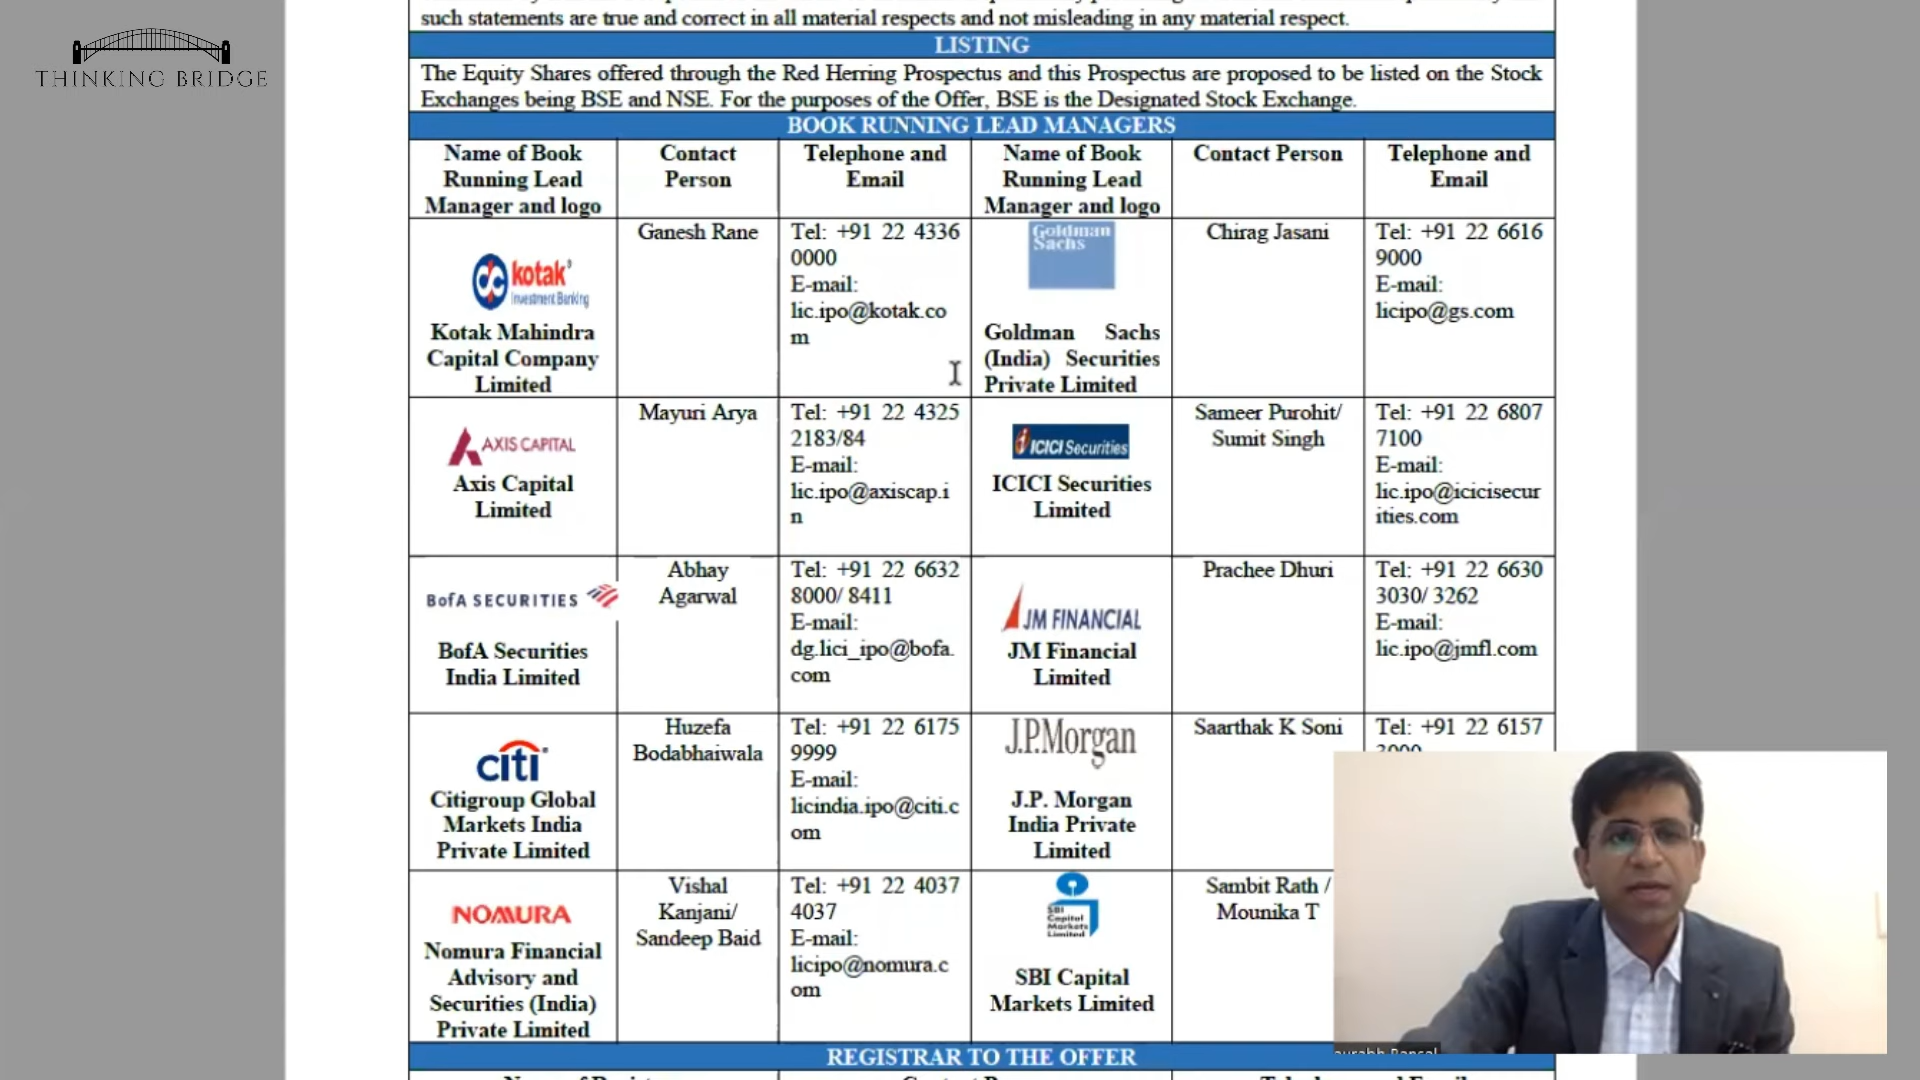 THINKING BRIDGE
such statements are true and correct in all material respects and not misleading in any material respect.
LISTING
The Equity Shares offered through the Red Herring Prospectus and this Prospectus are proposed to be listed on the Stock
Exchanges being BSE and NSE. For the purposes of the Offer, BSE is the Designated Stock Exchange.
BOOK RUNNING LEAD MANAGERS
Name of Book
Running Lead
Manager and logo
Contact
Person
Telephone and
Email
Name of Book
Running Lead
Manager and logo
Contact Person
Telephone and
Email
kotak
Investment Banking
Kotak Mahindra
Capital Company
Limited
Ganesh Rane
Tel: +91 22 4336
0000
E-mail:
lic.ipo@kotak.co
m
Goldman
Sachs
Goldman Sachs
(India) Securities
Private Limited
Chirag Jasani
Tel: +91 22 6616
9000
E-mail:
licipo@gs.com
AXIS CAPITAL
Axis Capital
Limited
Mayuri Arya
Tel: +91 22 4325
2183/84
E-mail:
lic.ipo@axiscap.i
n
ICICI Securities
ICICI Securities
Limited
Sameer Purohit/
Sumit Singh
Tel: +91 22 6807
7100
E-mail:
lic.ipo@icicisecur
ities.com
BofA SECURITIES
BofA Securities
India Limited
Abhay
Agarwal
Tel: +91 22 6632
8000/ 8411
E-mail:
dg.lici_ipo@bofa.
com
JM FINANCIAL
JM Financial
Limited
Prachee Dhuri
Tel: +91 22 6630
3030/ 3262
E-mail:
lic.ipo@jmfl.com
citi
Citigroup Global
Markets India
Private Limited
Huzefa
Bodabhaiwala
Tel: +91 22 6175
9999
E-mail:
licindia.ipo@citi.c
om
J.P.Morgan
J.P. Morgan
India Private
Limited
Saarthak K Soni
Tel: +91 22 6157
NOMURA
Nomura Financial
Advisory and
Securities (India)
Private Limited
Vishal
Kanjani/
Sandeep Baid
Tel: +91 22 4037
4037
E-mail:
licipo@nomura.c
om
SBI
Capital
Markets
Limited
SBI Capital
Markets Limited
Sambit Rath /
Mounika T
REGISTRAR TO THE OFFER